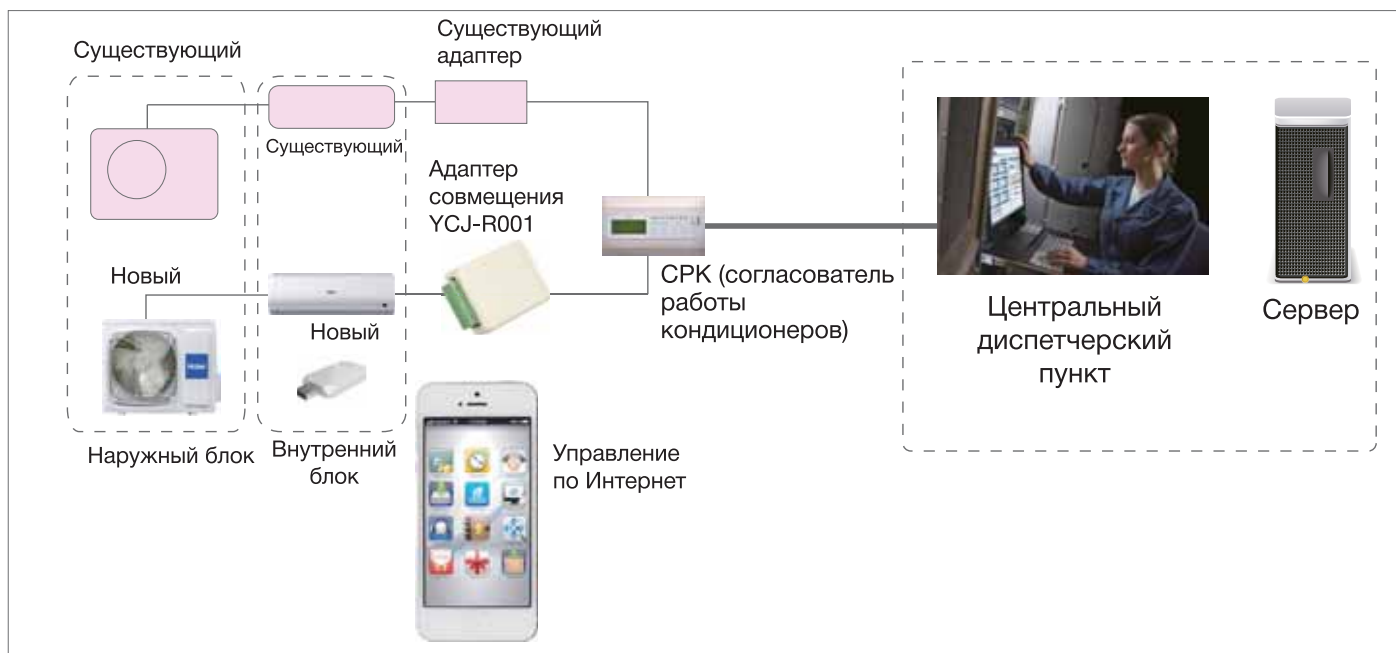 Существующий
Существующий
адаптер
Существующий
Адаптер
совмещения
YCJ-R001
Новый
Новый
СРК (согласователь
работы
кондиционеров)
Центральный
диспетчерский
пункт
Сервер
Наружный блок
Внутренний
блок
Управление
по Интернет
Haier